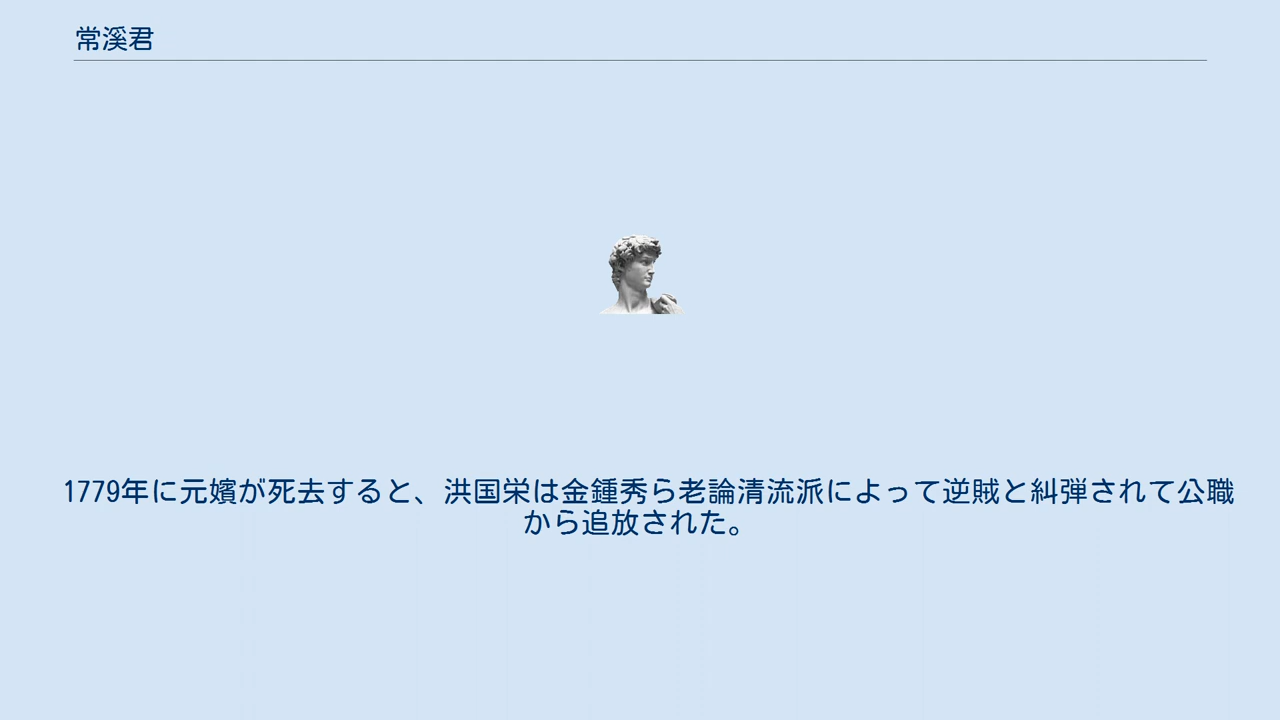 常溪君
1779年に元嬪が死去すると、洪国栄は金鍾秀ら老論清流派によって逆賊と糾弾されて公職
から追放された。